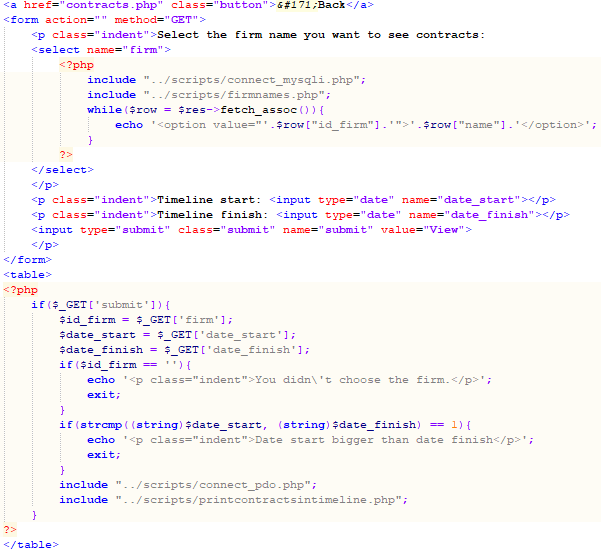 <a href="contracts.php" class="button">&#171;Back</a>
<form action="" method="GET">
    <p class="indent">Select the firm name you want to see contracts:
    <select name="firm">
        <?php
            include "../scripts/connect_mysqli.php";
            include "../scripts/firmnames.php";
            while($row = $res->fetch_assoc()){
                echo '<option value="'.$row["id_firm"].'">'.$row["name"].'</option>';
            }
        ?>
    </select>
    </p>
    <p class="indent">Timeline start: <input type="date" name="date_start"></p>
    <p class="indent">Timeline finish: <input type="date" name="date_finish"></p>
    <input type="submit" class="submit" name="submit" value="View">
    </p>
</form>
<table>
<?php
    if($_GET['submit']){
        $id_firm = $_GET['firm'];
        $date_start = $_GET['date_start'];
        $date_finish = $_GET['date_finish'];
        if($id_firm == ''){
            echo '<p class="indent">You didn\'t choose the firm.</p>';
            exit;
        }
        if(strcmp((string)$date_start, (string)$date_finish) == 1){
            echo '<p class="indent">Date start bigger than date finish</p>';
            exit;
        }
        include "../scripts/connect_pdo.php";
        include "../scripts/printcontractsintimeline.php";
    }
?>
</table>